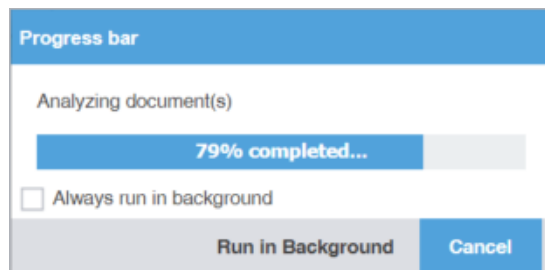 Progress bar
Analyzing document(s)
79% completed...
Always run in background
Run in Background Cancel